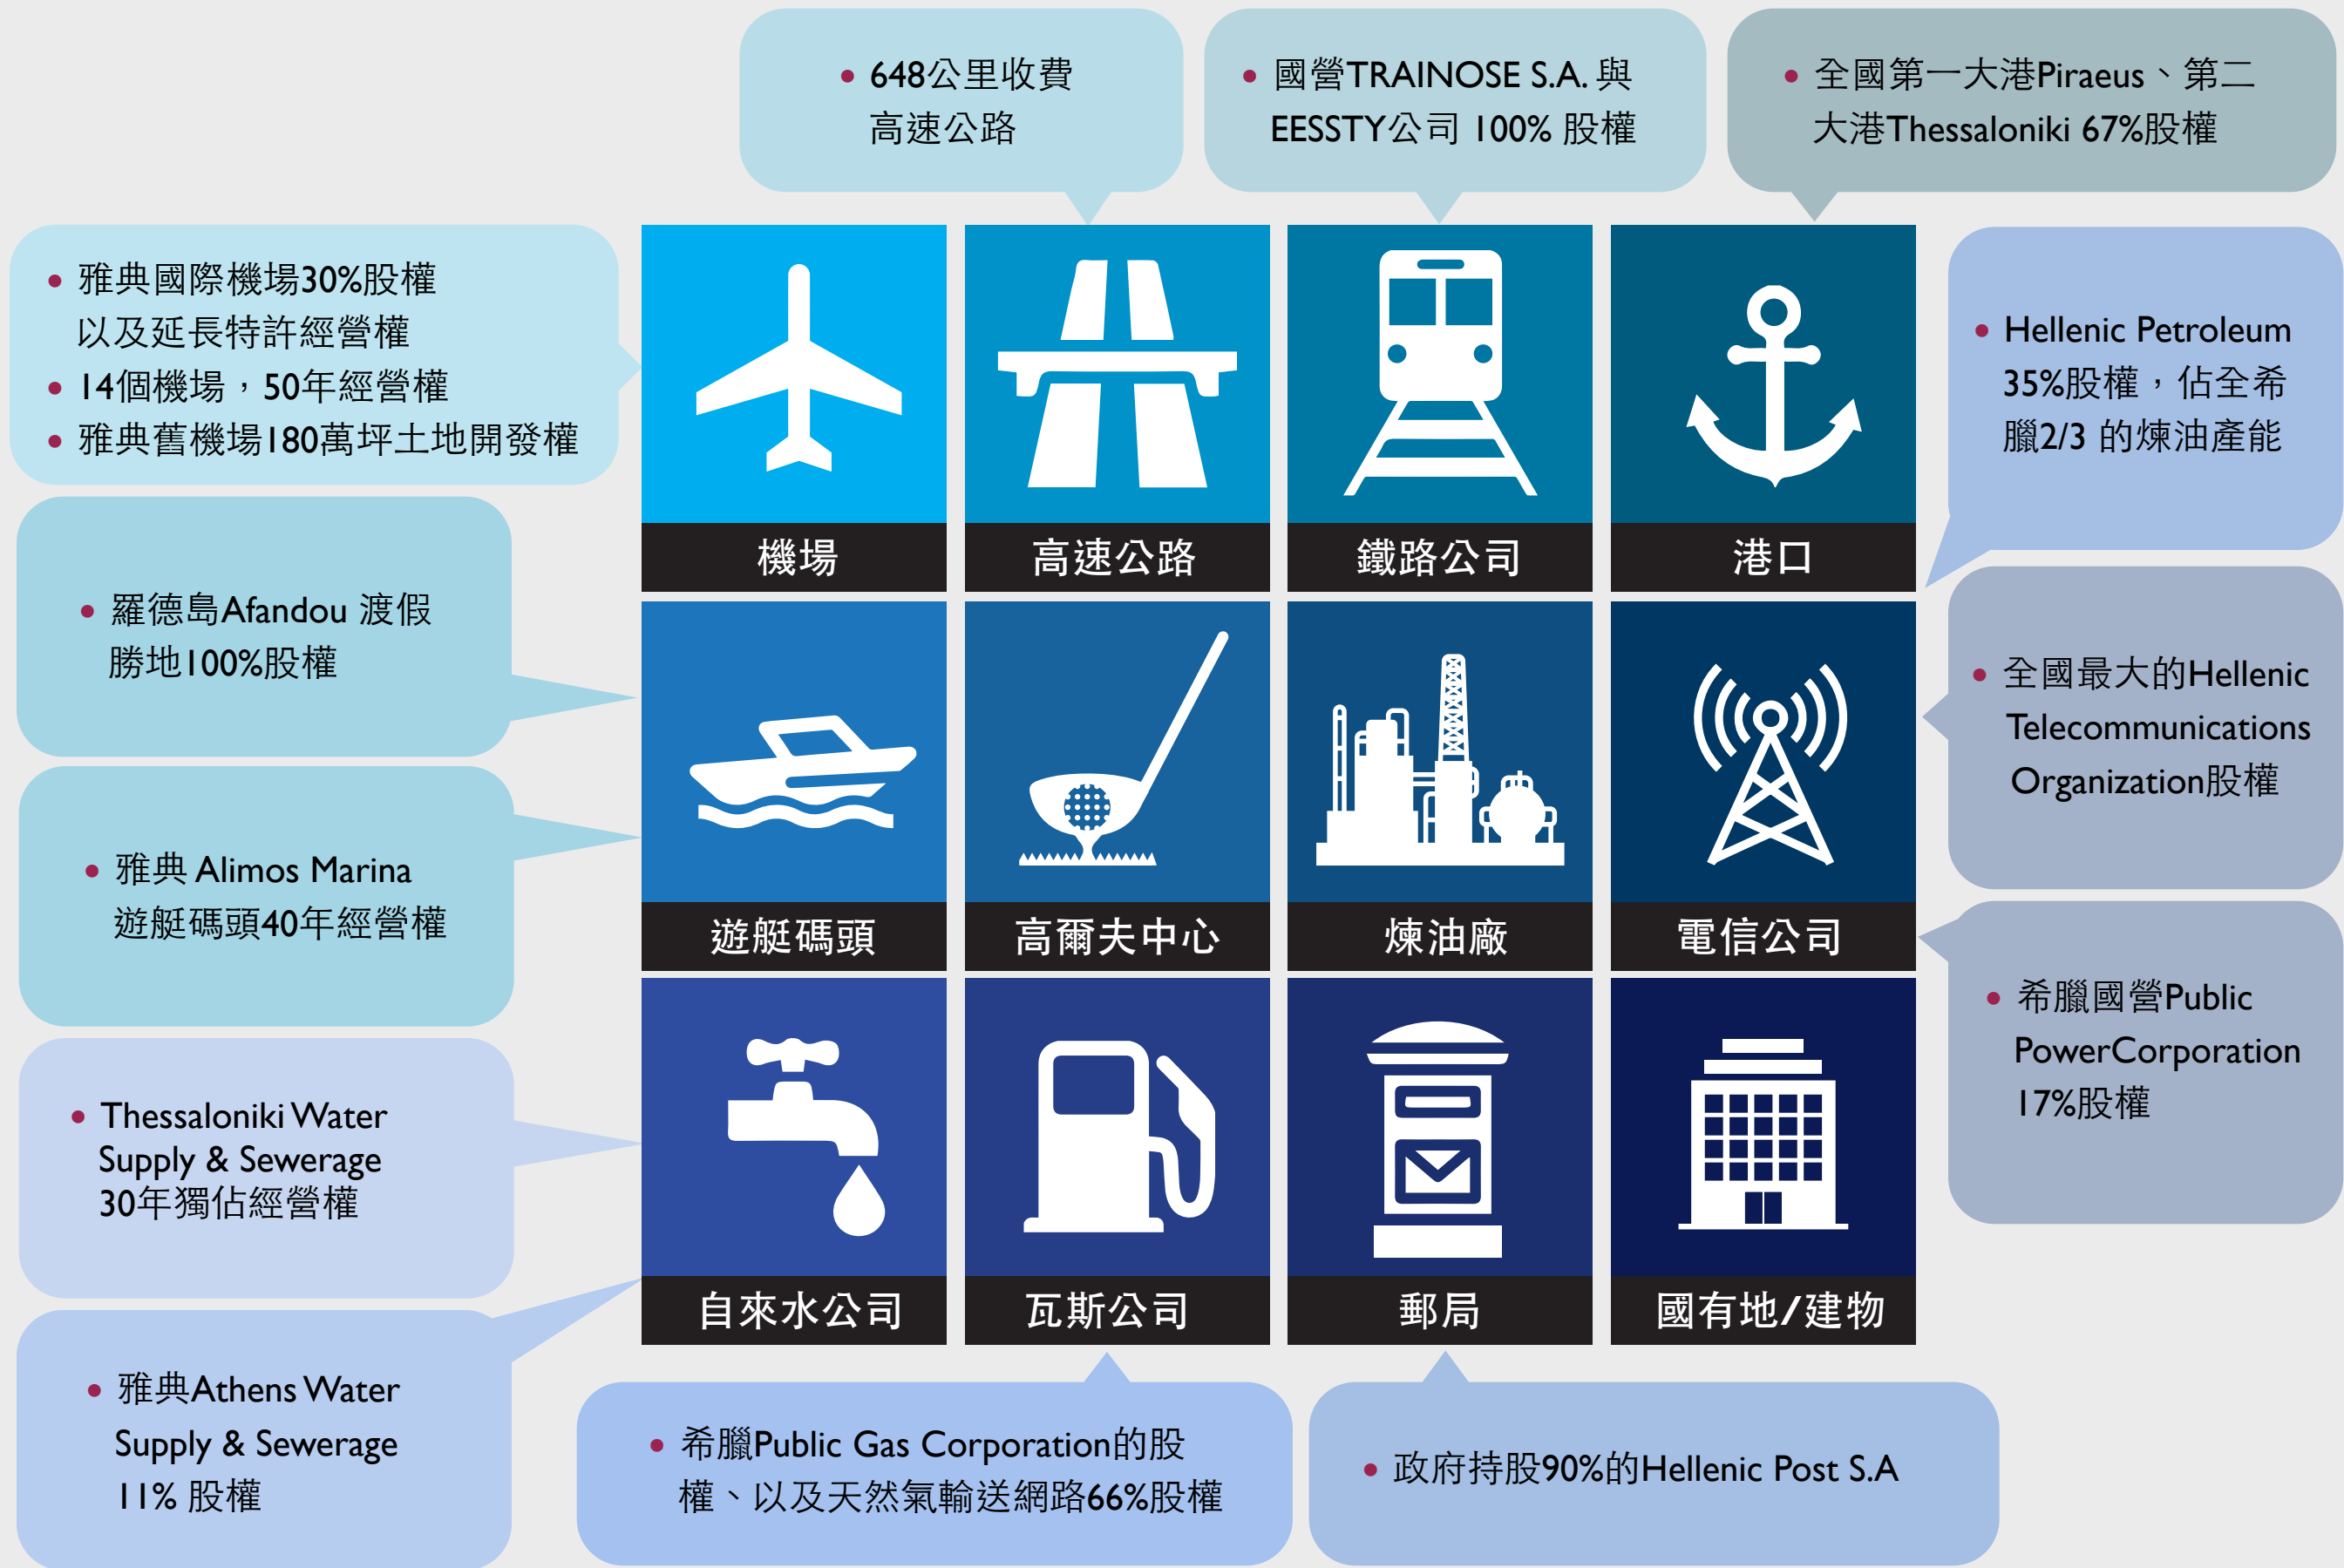 648公里收費
高速公路
國營TRAINOSE S.A. 與
EESSTY公司 100% 股權
全國第一大港Piraeus、第二
大港Thessaloniki 67%股權
雅典國際機場30%股權
以及延長特許經營權
14個機場，50年經營權
雅典舊機場180萬坪土地開發權
Hellenic Petroleum
35%股權，佔全希
臘2/3 的煉油產能
機場
高速公路
鐵路公司
港口
羅德島Afandou 渡假
勝地100%股權
全國最大的Hellenic
Telecommunications
Organization股權
雅典 Alimos Marina
遊艇碼頭40年經營權
遊艇碼頭
高爾夫中心
煉油廠
電信公司
希臘國營Public
PowerCorporation
17%股權
Thessaloniki Water
Supply & Sewerage
30年獨佔經營權
自來水公司
瓦斯公司
郵局
國有地/建物
雅典Athens Water
Supply & Sewerage
11% 股權
希臘Public Gas Corporation的股
權、以及天然氣輸送網路66%股權
政府持股90%的Hellenic Post S.A